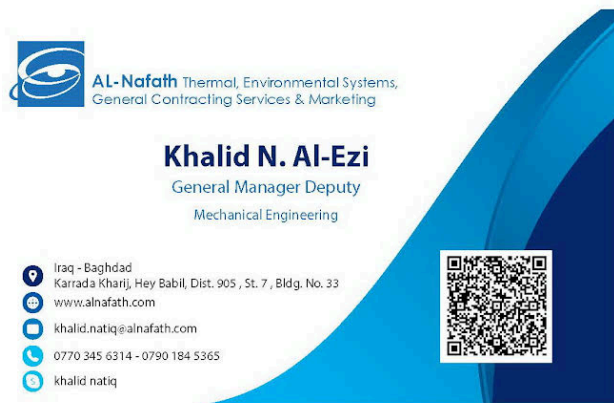 AL-Nafath Thermal, Environmental Systems,
General Contracting Services & Marketing
Khalid N. Al-Ezi
General Manager Deputy
Mechanical Engineering
Iraq - Baghdad
Karrada Kharij, Hey Babil, Dist. 905 , St. 7 , Bldg. No. 33
www.alnafath.com
khalid.natiq@alnafath.com
0770 345 6314 - 0790 184 5365
khalid natiq